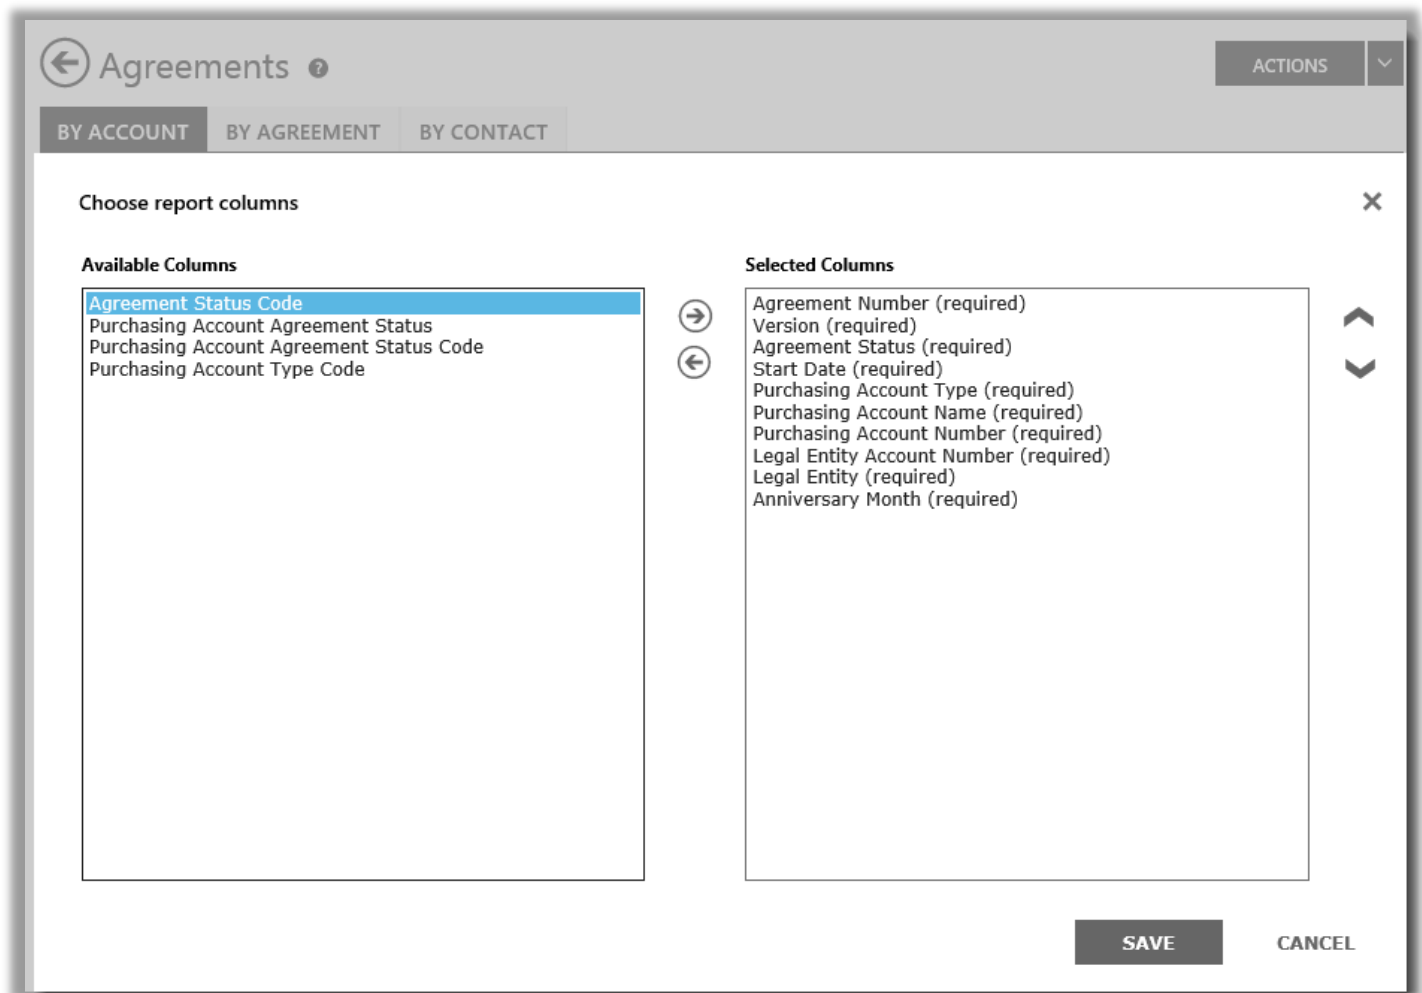 Agreements ?
ACTIONS
BY ACCOUNT BY AGREEMENT BY CONTACT
Choose report columns
Available Columns
Agreement Status Code
Purchasing Account Agreement Status
Purchasing Account Agreement Status Code
Purchasing Account Type Code
Selected Columns
Agreement Number (required)
Version (required)
Agreement Status (required)
Start Date (required)
Purchasing Account Type (required)
Purchasing Account Name (required)
Purchasing Account Number (required)
Legal Entity Account Number (required)
Legal Entity (required)
Anniversary Month (required)
SAVE CANCEL